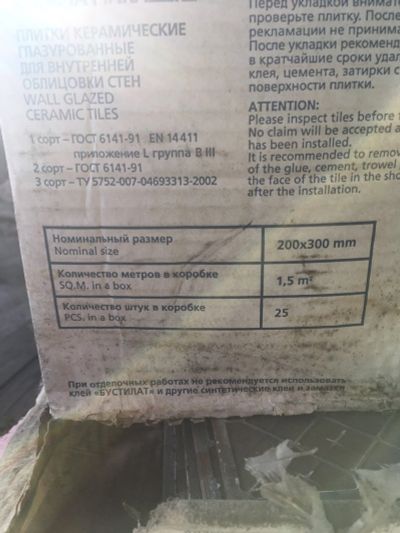 ПЛИТКИ КЕРАМИЧЕСКИЕ
ГЛАЗУРОВАННЫЕ
ДЛЯ ВНУТРЕННЕЙ
ОБЛИЦОВКИ СТЕН
WALL GLAZED
CERAMIC TILES
1 сорт – ГОСТ 6141-91 EN 14411
приложение L группа B III
2 сорт – ГОСТ 6141-91
3 сорт – ТУ 5752-007-04693313-2002
Перед укладкой
проверьте плитку. После
рекламации не
После укладки
в кратчайшие сроки
клея, цемента, затирки с
поверхности плитки.
ATTENTION:
Please inspect tiles before
No claim will be accepted
has been installed.
It is recommended to
of the glue, cement, trowel
the face of the tile in the
after the installation.
Номинальный размер
Nominal size
200x300 mm
Количество метров в коробке
SQ.M. in a box
1,5 m²
Количество штук в коробке
PCS. in a box
25
При отделочных работах не рекомендуется использовать
клей «БУСТИЛАТ» и другие синтетические клеи и замазки